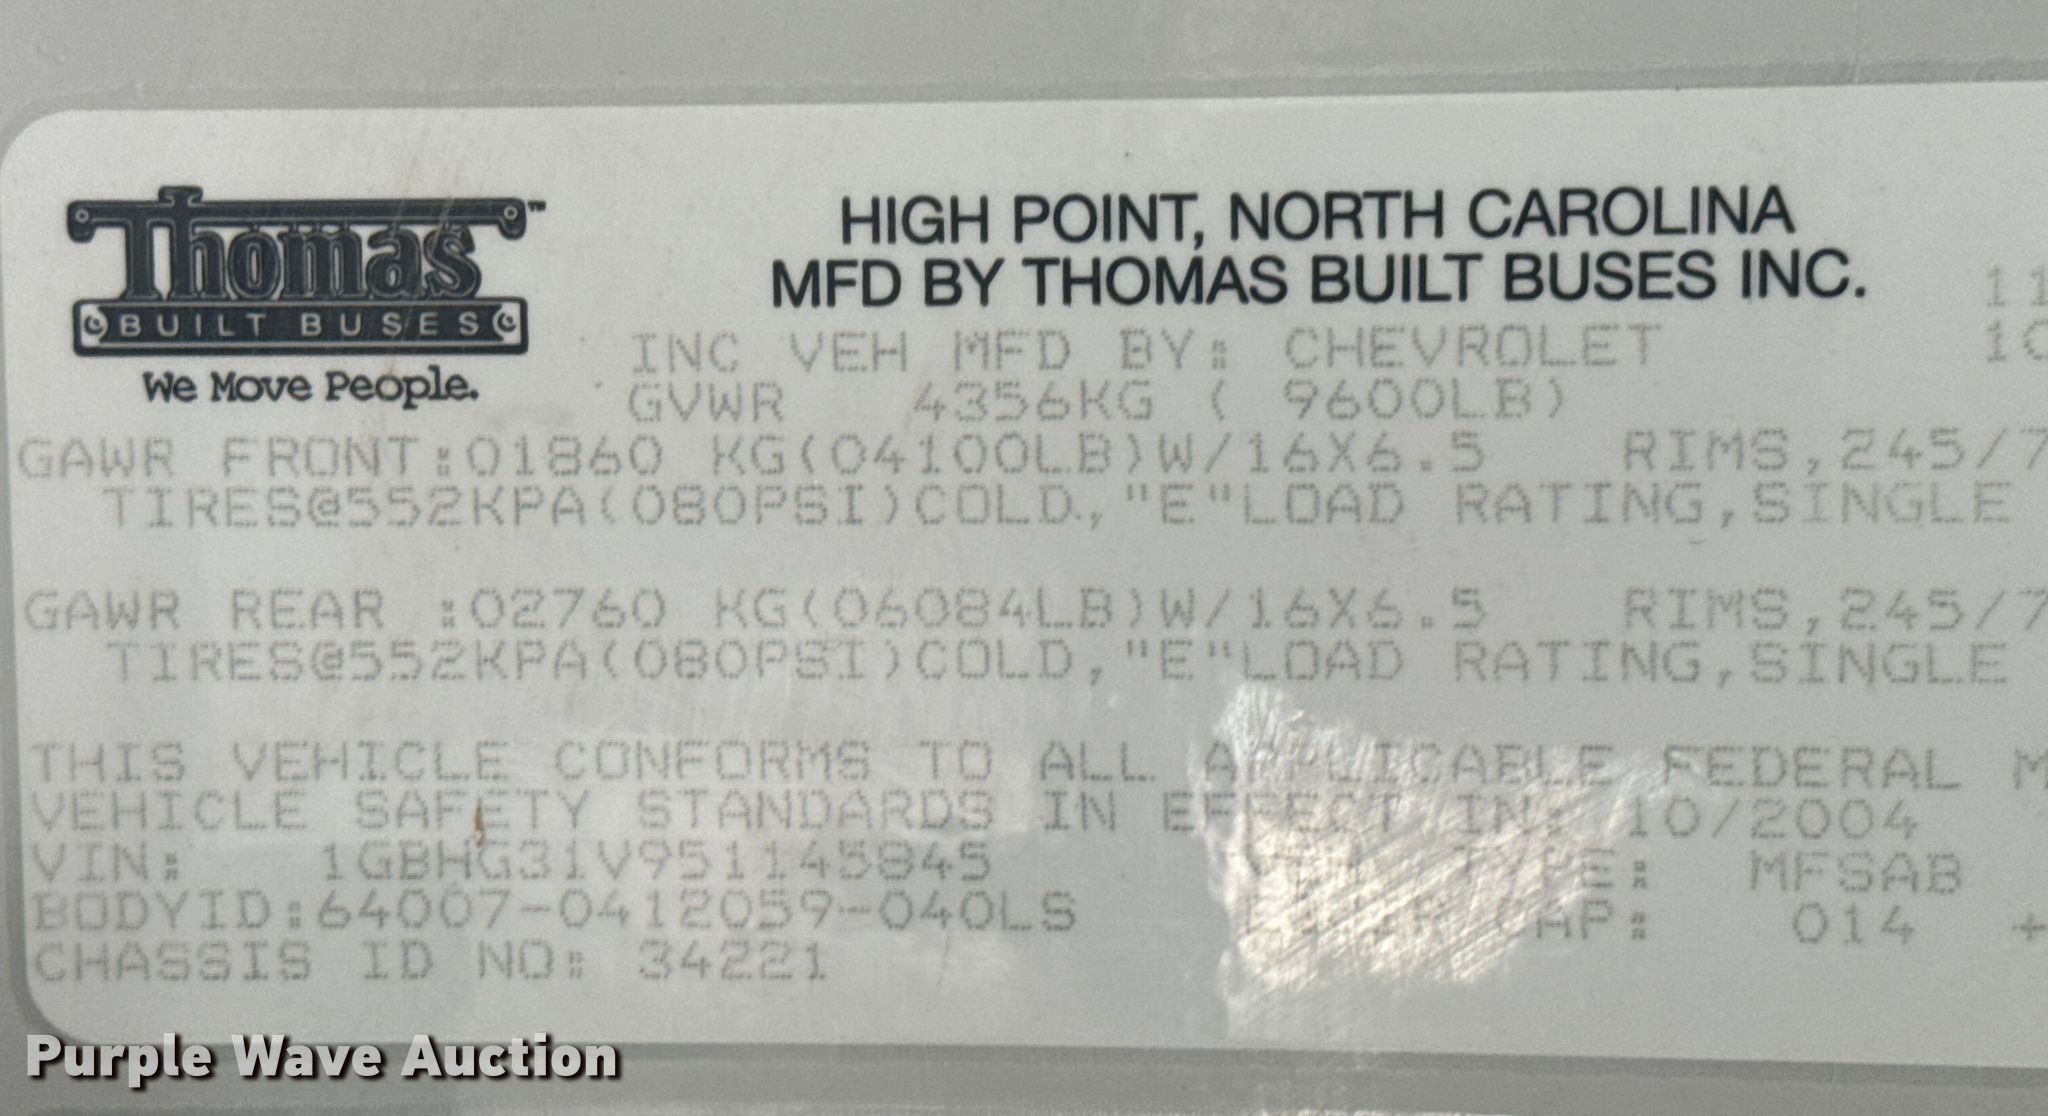 Thomas™
BUILT BUSES
We Move People.
HIGH POINT, NORTH CAROLINA
MFD BY THOMAS BUILT BUSES INC.
11
INC VEH MFD BY: CHEVROLET
10
GVWR 4356KG ( 9600LB)
GAWR FRONT:01860 KG(04100LB)W/16X6.5 RIMS,245/7
TIRES@552KPA(080PSI)COLD,"E"LOAD RATING,SINGLE
GAWR REAR :02760 KG(06084LB)W/16X6.5 RIMS,245/7
TIRES@552KPA(080PSI)COLD,"E"LOAD RATING,SINGLE
THIS VEHICLE CONFORMS TO ALL APPLICABLE FEDERAL M
VEHICLE SAFETY STANDARDS IN EFFECT IN: 10/2004
VIN: 1GBHG31V951145845 TYPE: MFSAB
BODYID:64007-0412059-040LS CAP: 014 +
CHASSIS ID NO: 34221
Purple Wave Auction